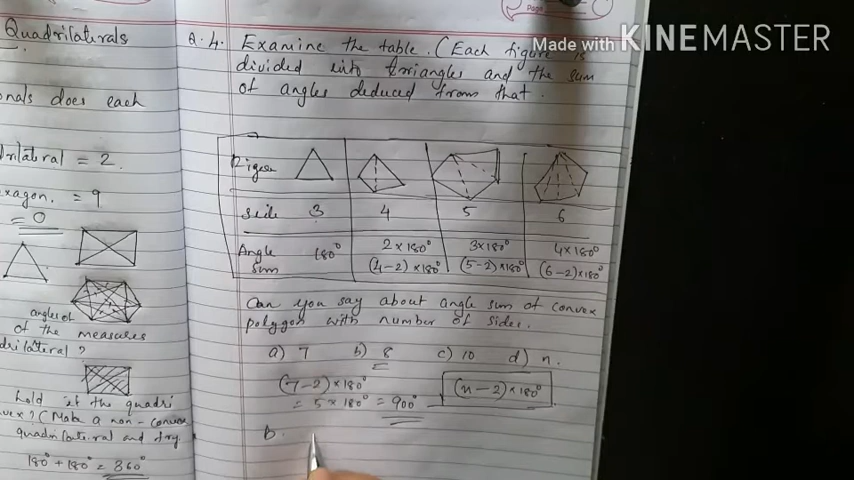 Quadrilaterals
onals does each
rilateral = 2.
exagon. = 9
= 0
angles of
of the measures
drilateral?
hold if the quadri
vex? (Make a non-convex
quadrilateral and try.
180° + 180° = 360°
Page
Made with KINEMASTER
Q.4. Examine the table. (Each figure is
divided into triangles and the sum
of angles deduced from that.
Figure
side 3 4 5 6
Angle sum 180° 2×180° 3×180° 4×180°
(4-2)×180° (5-2)×180° (6-2)×180°
Can you say about angle sum of convex
polygon with number of sides.
a) 7 b) 8 c) 10 d) n.
(7-2)×180° (n-2)×180°
= 5×180° = 900°
B.